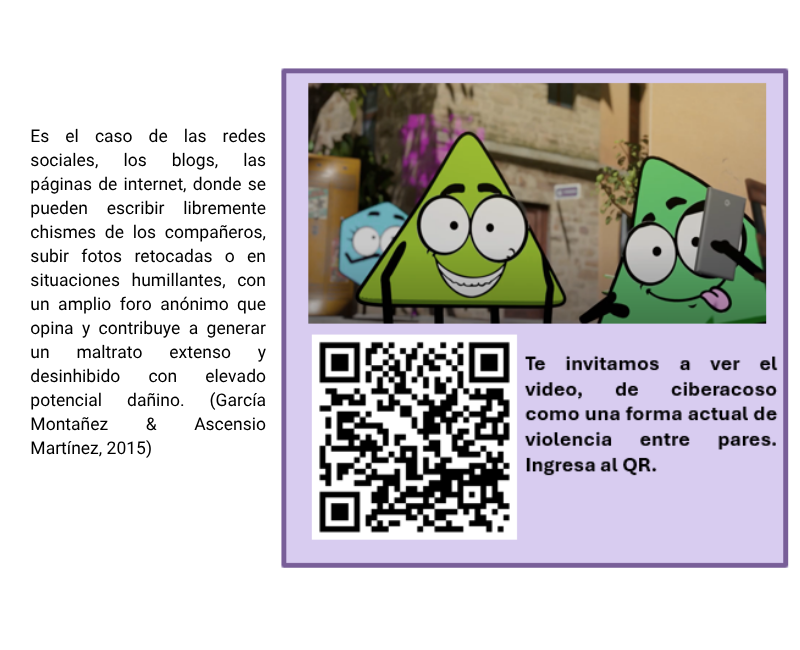 Es el caso de las redes
sociales, los blogs, las
páginas de internet, donde se
pueden escribir libremente
chismes de los compañeros,
subir fotos retocadas o en
situaciones humillantes, con
un amplio foro anónimo que
opina y contribuye a generar
un maltrato extenso y
desinhibido con elevado
potencial dañino. (García
Montañez & Ascensio
Martínez, 2015)
Te invitamos a ver el
video, de ciberacoso
como una forma actual de
violencia entre pares.
Ingresa al QR.